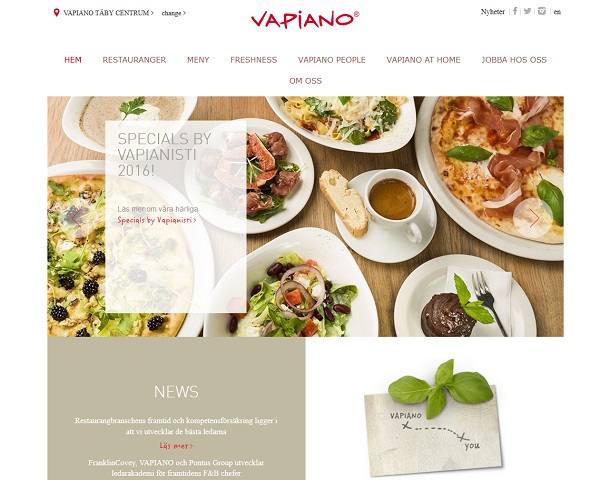 VAPIANO TÄBY CENTRUM > change >
VAPIANO®
Nyheter | f | | | en
HEM RESTAURANGER MENY FRESHNESS VAPIANO PEOPLE VAPIANO AT HOME JOBBA HOS OSS
OM OSS
SPECIALS BY
VAPIANISTI
2016!
Läs mer om våra härliga
Specials by Vapianisti >
NEWS
Restaurangbranschens framtid och kompetensförsäkring ligger i
att vi utvecklar de bästa ledarna
Läs mer >
FranklinCovey, VAPIANO och Pontus Group utvecklar
ledarakademi för framtidens F&B chefer
VAPIANO
you